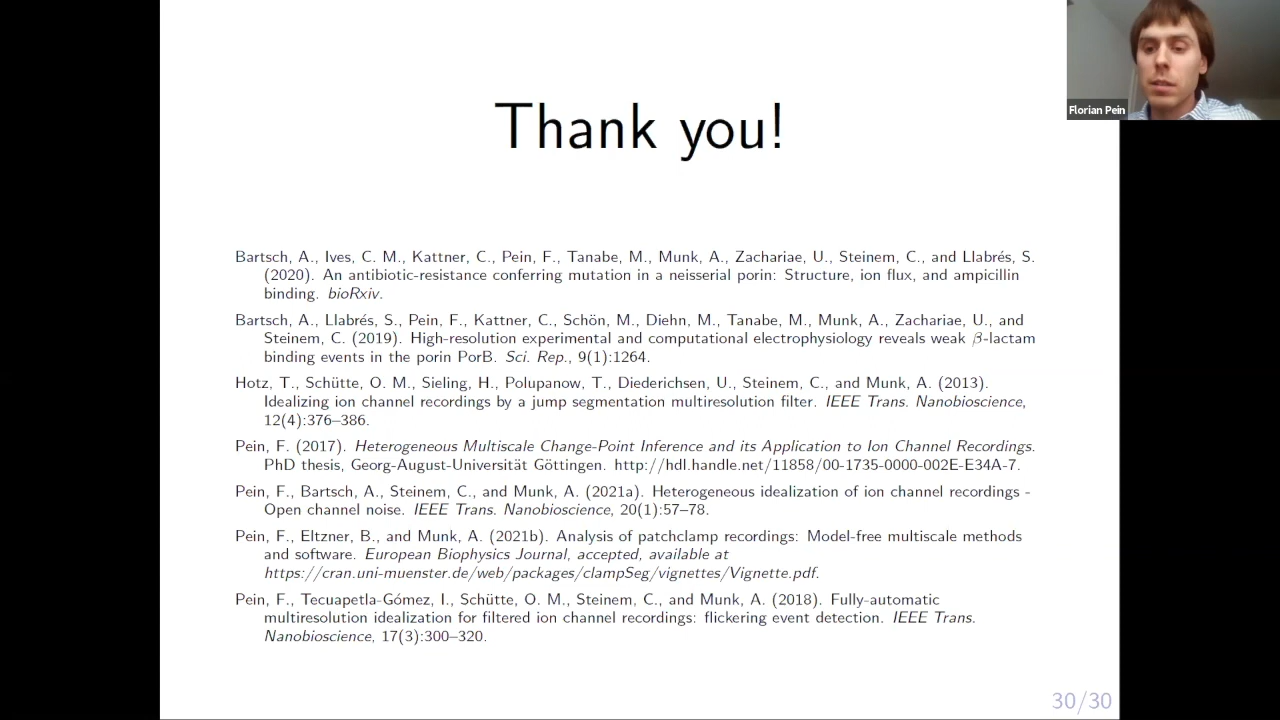 Florian Pein
Thank you!
Bartsch, A., Ives, C. M., Kattner, C., Pein, F., Tanabe, M., Munk, A., Zachariae, U., Steinem, C., and Llabrés, S.
(2020). An antibiotic-resistance conferring mutation in a neisserial porin: Structure, ion flux, and ampicillin
binding. bioRxiv.
Bartsch, A., Llabrés, S., Pein, F., Kattner, C., Schön, M., Diehn, M., Tanabe, M., Munk, A., Zachariae, U., and
Steinem, C. (2019). High-resolution experimental and computational electrophysiology reveals weak β-lactam
binding events in the porin PorB. Sci. Rep., 9(1):1264.
Hotz, T., Schütte, O. M., Sieling, H., Polupanow, T., Diederichsen, U., Steinem, C., and Munk, A. (2013).
Idealizing ion channel recordings by a jump segmentation multiresolution filter. IEEE Trans. Nanobioscience,
12(4):376–386.
Pein, F. (2017). Heterogeneous Multiscale Change-Point Inference and its Application to Ion Channel Recordings.
PhD thesis, Georg-August-Universität Göttingen. http://hdl.handle.net/11858/00-1735-0000-002E-E34A-7.
Pein, F., Bartsch, A., Steinem, C., and Munk, A. (2021a). Heterogeneous idealization of ion channel recordings -
Open channel noise. IEEE Trans. Nanobioscience, 20(1):57–78.
Pein, F., Eltzner, B., and Munk, A. (2021b). Analysis of patchclamp recordings: Model-free multiscale methods
and software. European Biophysics Journal, accepted, available at
https://cran.uni-muenster.de/web/packages/clampSeg/vignettes/Vignette.pdf.
Pein, F., Tecuapetla-Gómez, I., Schütte, O. M., Steinem, C., and Munk, A. (2018). Fully-automatic
multiresolution idealization for filtered ion channel recordings: flickering event detection. IEEE Trans.
Nanobioscience, 17(3):300–320.
30/30